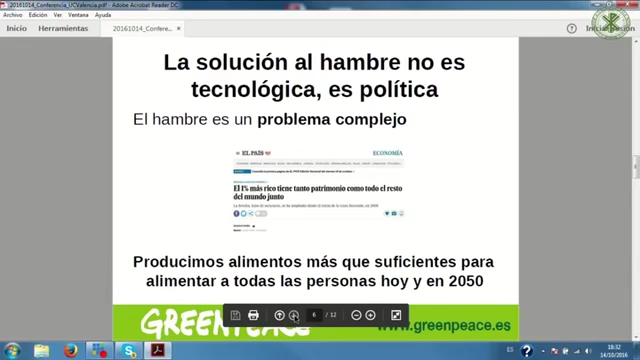 20161014_Conferencia_UCValencia.pdf - Adobe Acrobat Reader DC
Archivo Edición Ver Ventana Ayuda
Inicio Herramientas 20161014_Conferenci... × Iniciar sesión
La solución al hambre no es
tecnológica, es política
El hambre es un problema complejo
EL PAÍS ECONOMÍA
El 1% más rico tiene tanto patrimonio como todo el resto
del mundo junto
Producimos alimentos más que suficientes para
alimentar a todas las personas hoy y en 2050
6 / 12
GREENPEACE www.greenpeace.es
ES 18:32
14/10/2016